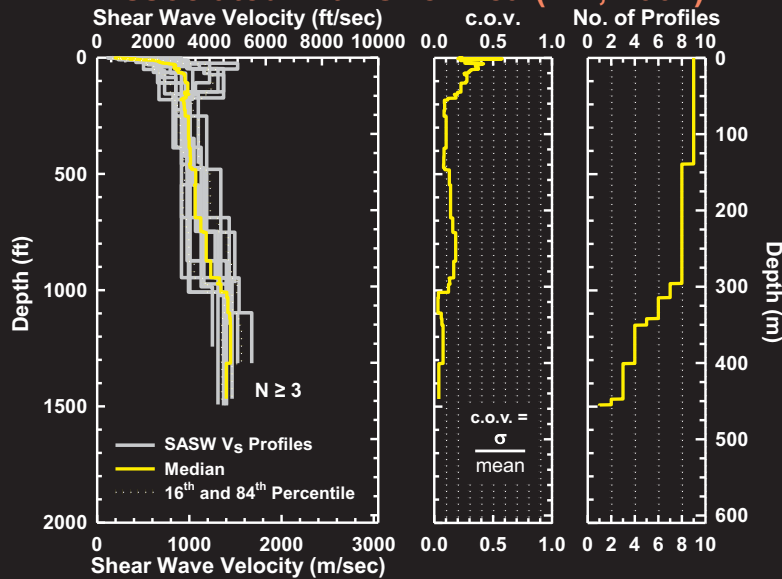 Shear Wave Velocity (ft/sec)
0 2000 4000 6000 8000 10000
c.o.v.
0.0 0.5 1.0
No. of Profiles
0 2 4 6 8 10
Depth (ft)
0
500
1000
1500
2000
N ≥ 3
SASW VS Profiles
Median
16th and 84th Percentile
0 1000 2000 3000
Shear Wave Velocity (m/sec)
c.o.v. =
σ
mean
0.0 0.5 1.0
0 2 4 6 8 10
0
100
200
300
400
500
600
Depth (m)